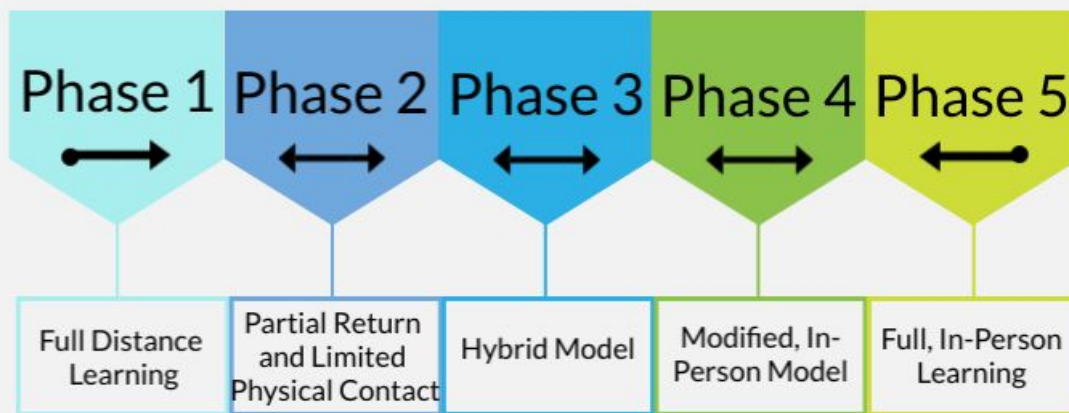 Phase 1
Phase 2
Phase 3
Phase 4
Phase 5
Full Distance
Learning
Partial Return
and Limited
Physical Contact
Hybrid Model
Modified, In-
Person Model
Full, In-Person
Learning